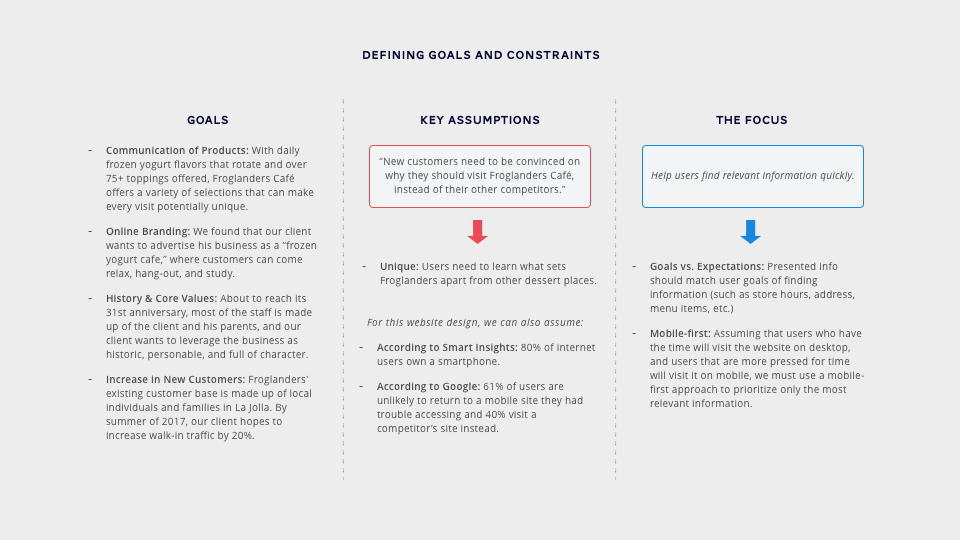 DEFINING GOALS AND CONSTRAINTS
GOALS
- Communication of Products: With daily
frozen yogurt flavors that rotate and over
75+ toppings offered, Froglanders Café
offers a variety of selections that can make
every visit potentially unique.
- Online Branding: We found that our client
wants to advertise his business as a “frozen
yogurt cafe,” where customers can come
relax, hang-out, and study.
- History & Core Values: About to reach its
31st anniversary, most of the staff is made
up of the client and his parents, and our
client wants to leverage the business as
historic, personable, and full of character.
- Increase in New Customers: Froglanders’
existing customer base is made up of local
individuals and families in La Jolla. By
summer of 2017, our client hopes to
increase walk-in traffic by 20%.
KEY ASSUMPTIONS
“New customers need to be convinced on
why they should visit Froglanders Café,
instead of their other competitors.”
- Unique: Users need to learn what sets
Froglanders apart from other dessert places.
For this website design, we can also assume:
- According to Smart Insights: 80% of internet
users own a smartphone.
- According to Google: 61% of users are
unlikely to return to a mobile site they had
trouble accessing and 40% visit a
competitor’s site instead.
THE FOCUS
Help users find relevant information quickly.
- Goals vs. Expectations: Presented info
should match user goals of finding
information (such as store hours, address,
menu items, etc.)
- Mobile-first: Assuming that users who have
the time will visit the website on desktop,
and users that are more pressed for time
will visit it on mobile, we must use a mobile-
first approach to prioritize only the most
relevant information.